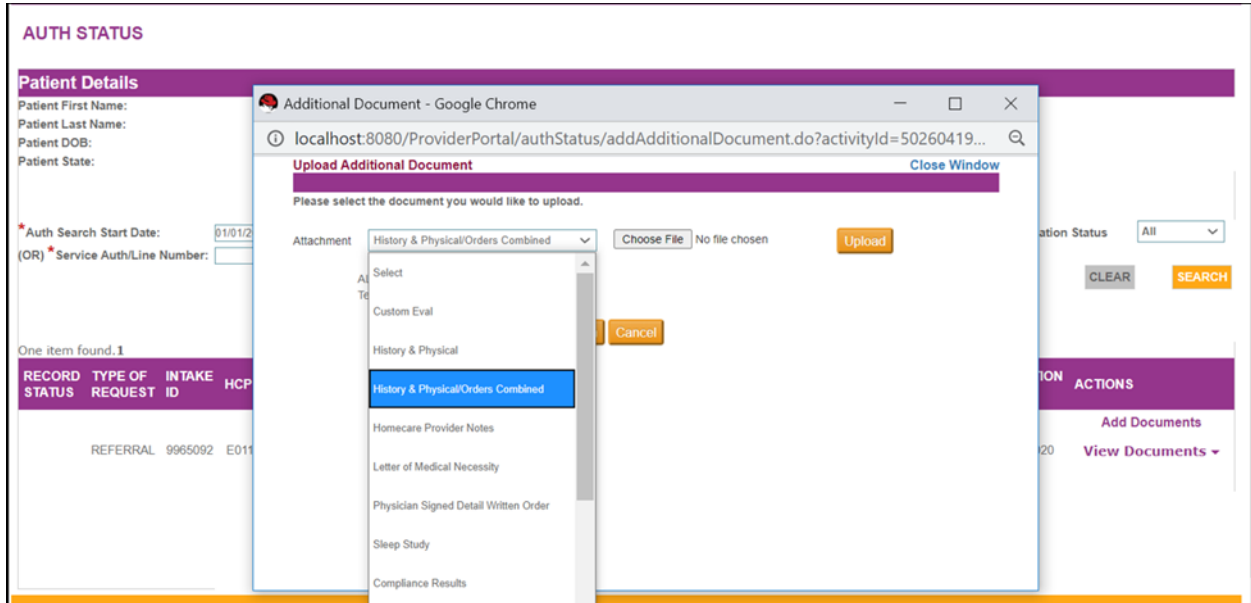 AUTH STATUS
Patient Details
Patient First Name:
Patient Last Name:
Patient DOB:
Patient State:
*Auth Search Start Date: 01/01/2
(OR) *Service Auth/Line Number:
ation Status All
CLEAR SEARCH
One item found.1
RECORD STATUS TYPE OF REQUEST INTAKE ID HCP ION ACTIONS
Add Documents
REFERRAL 9965092 E011 020 View Documents
Additional Document - Google Chrome
localhost:8080/ProviderPortal/authStatus/addAdditionalDocument.do?activityId=50260419...
Upload Additional Document Close Window
Please select the document you would like to upload.
Attachment History & Physical/Orders Combined Choose File No file chosen Upload
Select
Custom Eval
Cancel
History & Physical
History & Physical/Orders Combined
Homecare Provider Notes
Letter of Medical Necessity
Physician Signed Detail Written Order
Sleep Study
Compliance Results